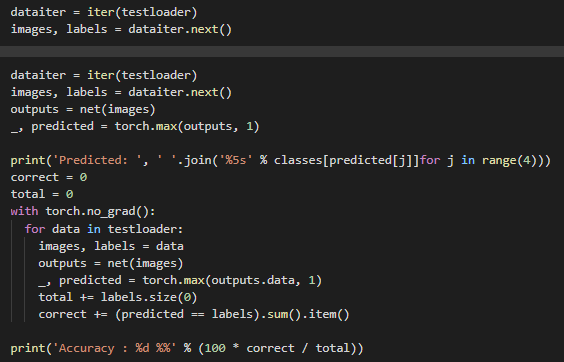 dataiter = iter(testloader)
images, labels = dataiter.next()
dataiter = iter(testloader)
images, labels = dataiter.next()
outputs = net(images)
_, predicted = torch.max(outputs, 1)
print('Predicted: ', ' '.join('%5s' % classes[predicted[j]]for j in range(4)))
correct = 0
total = 0
with torch.no_grad():
  for data in testloader:
    images, labels = data
    outputs = net(images)
    _, predicted = torch.max(outputs.data, 1)
    total += labels.size(0)
    correct += (predicted == labels).sum().item()
print('Accuracy : %d %%' % (100 * correct / total))